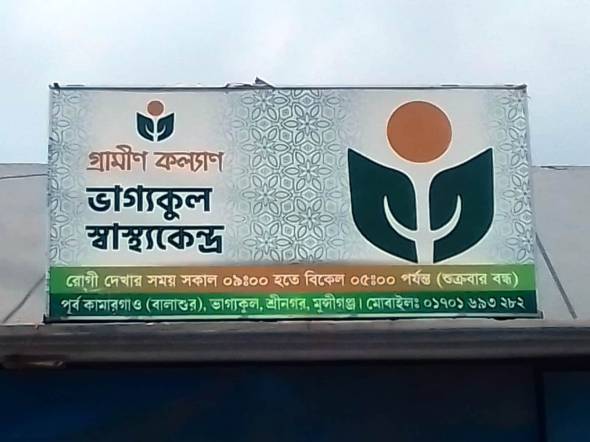 গ্রামীণ কল্যাণ
ভাগ্যকুল
স্বাস্থ্যকেন্দ্র
রোগী দেখার সময় সকাল ০৯ঃ০০ হতে বিকেল ০৫ঃ০০ পর্যন্ত (শুক্রবার বন্ধ)
পূর্ব কামারগাও (বালাশুর), ভাগ্যকুল, শ্রীনগর, মুন্সীগঞ্জ। মোবাইলঃ ০১৭০১ ৬৯৩ ২৮২